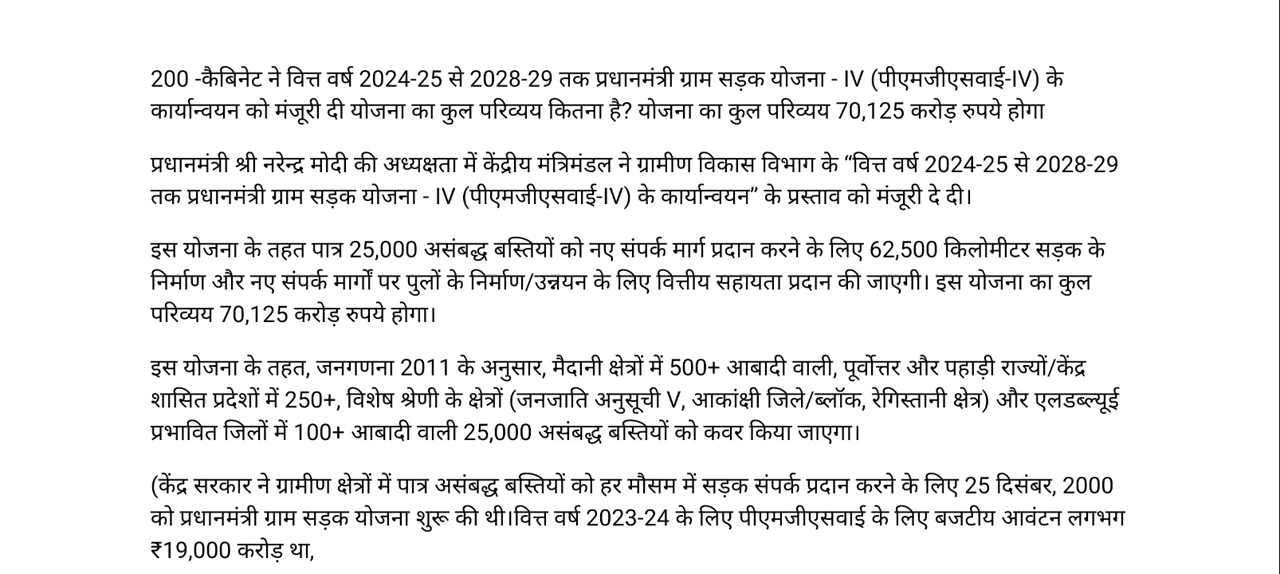 200 -कैबिनेट ने वित्त वर्ष 2024-25 से 2028-29 तक प्रधानमंत्री ग्राम सड़क योजना - IV (पीएमजीएसवाई-IV) के
कार्यान्वयन को मंजूरी दी योजना का कुल परिव्यय कितना है? योजना का कुल परिव्यय 70,125 करोड़ रुपये होगा
प्रधानमंत्री श्री नरेन्द्र मोदी की अध्यक्षता में केंद्रीय मंत्रिमंडल ने ग्रामीण विकास विभाग के “वित्त वर्ष 2024-25 से 2028-29
तक प्रधानमंत्री ग्राम सड़क योजना - IV (पीएमजीएसवाई-IV) के कार्यान्वयन” के प्रस्ताव को मंजूरी दे दी।
इस योजना के तहत पात्र 25,000 असंबद्ध बस्तियों को नए संपर्क मार्ग प्रदान करने के लिए 62,500 किलोमीटर सड़क के
निर्माण और नए संपर्क मार्गों पर पुलों के निर्माण/उन्नयन के लिए वित्तीय सहायता प्रदान की जाएगी। इस योजना का कुल
परिव्यय 70,125 करोड़ रुपये होगा।
इस योजना के तहत, जनगणना 2011 के अनुसार, मैदानी क्षेत्रों में 500+ आबादी वाली, पूर्वोत्तर और पहाड़ी राज्यों/केंद्र
शासित प्रदेशों में 250+, विशेष श्रेणी के क्षेत्रों (जनजाति अनुसूची V, आकांक्षी जिले/ब्लॉक, रेगिस्तानी क्षेत्र) और एलडब्ल्यूई
प्रभावित जिलों में 100+ आबादी वाली 25,000 असंबद्ध बस्तियों को कवर किया जाएगा।
(केंद्र सरकार ने ग्रामीण क्षेत्रों में पात्र असंबद्ध बस्तियों को हर मौसम में सड़क संपर्क प्रदान करने के लिए 25 दिसंबर, 2000
को प्रधानमंत्री ग्राम सड़क योजना शुरू की थी।वित्त वर्ष 2023-24 के लिए पीएमजीएसवाई के लिए बजटीय आवंटन लगभग
₹19,000 करोड़ था,